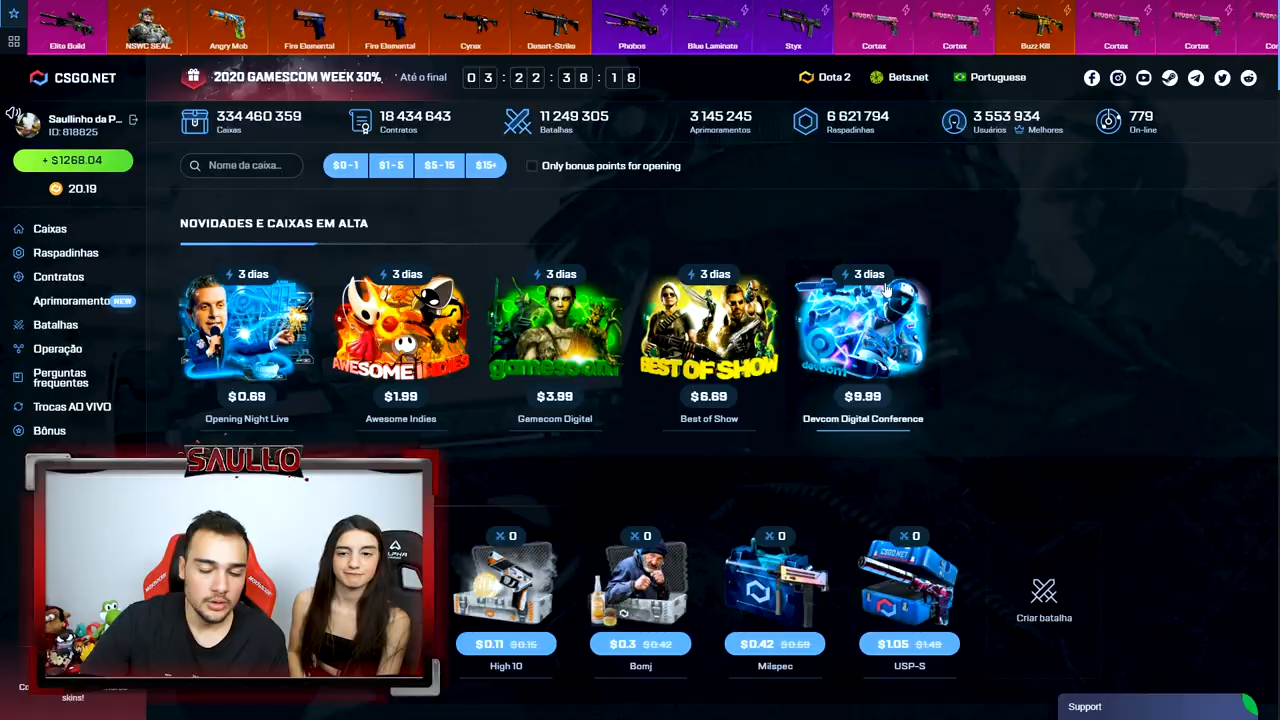 Elite Build
NSWC SEAL
Angry Mob
Fire Elemental
Fire Elemental
Cyrex
Desert-Strike
Phobos
Blue Laminate
Styx
Cortex
Cortex
Buzz Kill
Cortex
Cortex
CSGO.NET
2020 GAMESCOM WEEK 30%
Até o final
03:22:38:18
Dota 2
Bets.net
Portuguese
Saullinho da P...
ID: 818825
+ $1268.04
20.19
334 460 359
Caixas
18 434 643
Contratos
11 249 305
Batalhas
3 145 245
Aprimoramentos
6 621 794
Raspadinhas
3 553 934
Usuários Melhores
779
On-line
Nome da caixa...
$0-1
$1-5
$5-15
$15+
Only bonus points for opening
Caixas
Raspadinhas
Contratos
Aprimoramento NEW
Batalhas
Operação
Perguntas
frequentes
Trocas AO VIVO
Bônus
NOVIDADES E CAIXAS EM ALTA
3 dias
3 dias
3 dias
3 dias
3 dias
AWESOME INDIES
gamescom
BEST OF SHOW
devcom
$0.69
$1.99
$3.99
$6.69
$9.99
Opening Night Live
Awesome Indies
Gamecom Digital
Best of Show
Devcom Digital Conference
SAULLO
0
0
0
0
CSGO.NET
Criar batalha
$0.11 $0.15
$0.3 $0.42
$0.42 $0.59
$1.05 $1.49
High 10
Bomj
Milspec
USP-S
skins!
Support